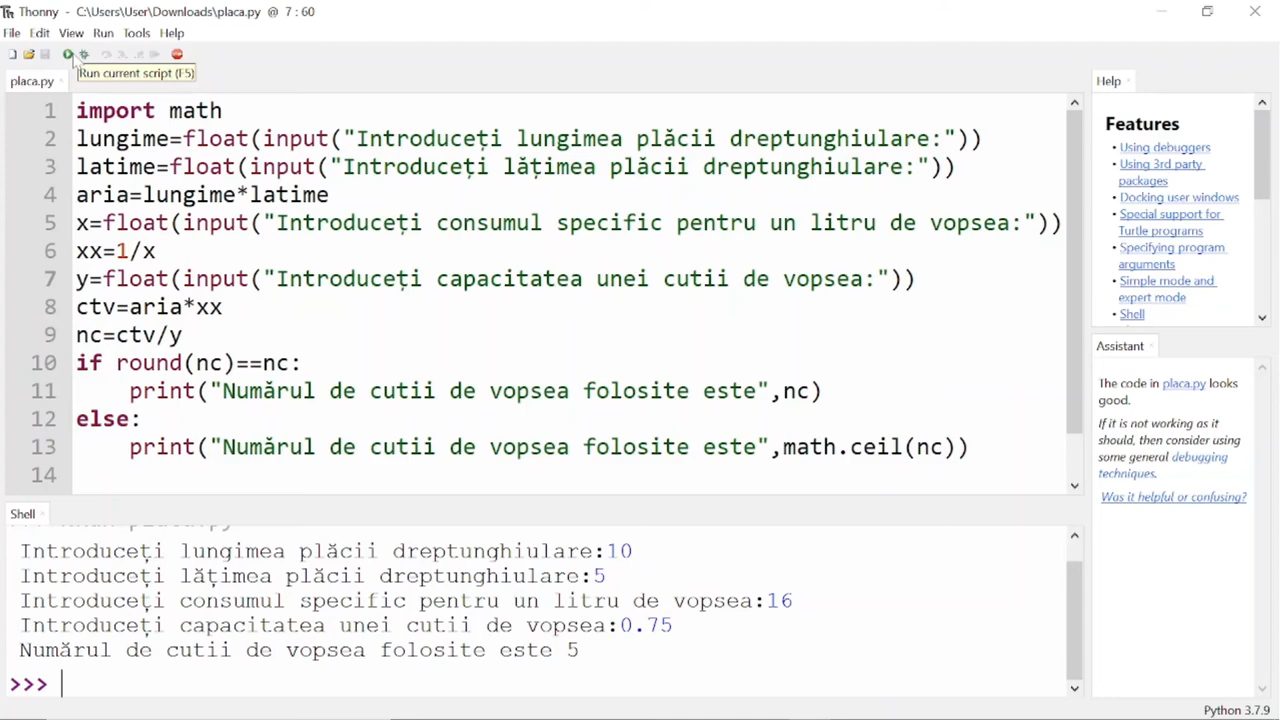 Thonny - C:\Users\User\Downloads\placa.py @ 7 : 60
File Edit View Run Tools Help
Run current script (F5)
placa.py
1 import math
2 lungime=float(input("Introduceți lungimea plăcii dreptunghiulare:"))
3 latime=float(input("Introduceți lățimea plăcii dreptunghiulare:"))
4 aria=lungime*latime
5 x=float(input("Introduceți consumul specific pentru un litru de vopsea:"))
6 xx=1/x
7 y=float(input("Introduceți capacitatea unei cutii de vopsea:"))
8 ctv=aria*xx
9 nc=ctv/y
10 if round(nc)==nc:
11     print("Numărul de cutii de vopsea folosite este",nc)
12 else:
13     print("Numărul de cutii de vopsea folosite este",math.ceil(nc))
14
Shell
placa.py
Introduceți lungimea plăcii dreptunghiulare:10
Introduceți lățimea plăcii dreptunghiulare:5
Introduceți consumul specific pentru un litru de vopsea:16
Introduceți capacitatea unei cutii de vopsea:0.75
Numărul de cutii de vopsea folosite este 5
>>>
Help
Features
• Using debuggers
• Using 3rd party
packages
• Docking user windows
• Special support for
Turtle programs
• Specifying program
arguments
• Simple mode and
expert mode
• Shell
Assistant
The code in placa.py looks
good.
If it is not working as it
should, then consider using
some general debugging
techniques.
Was it helpful or confusing?
Python 3.7.9